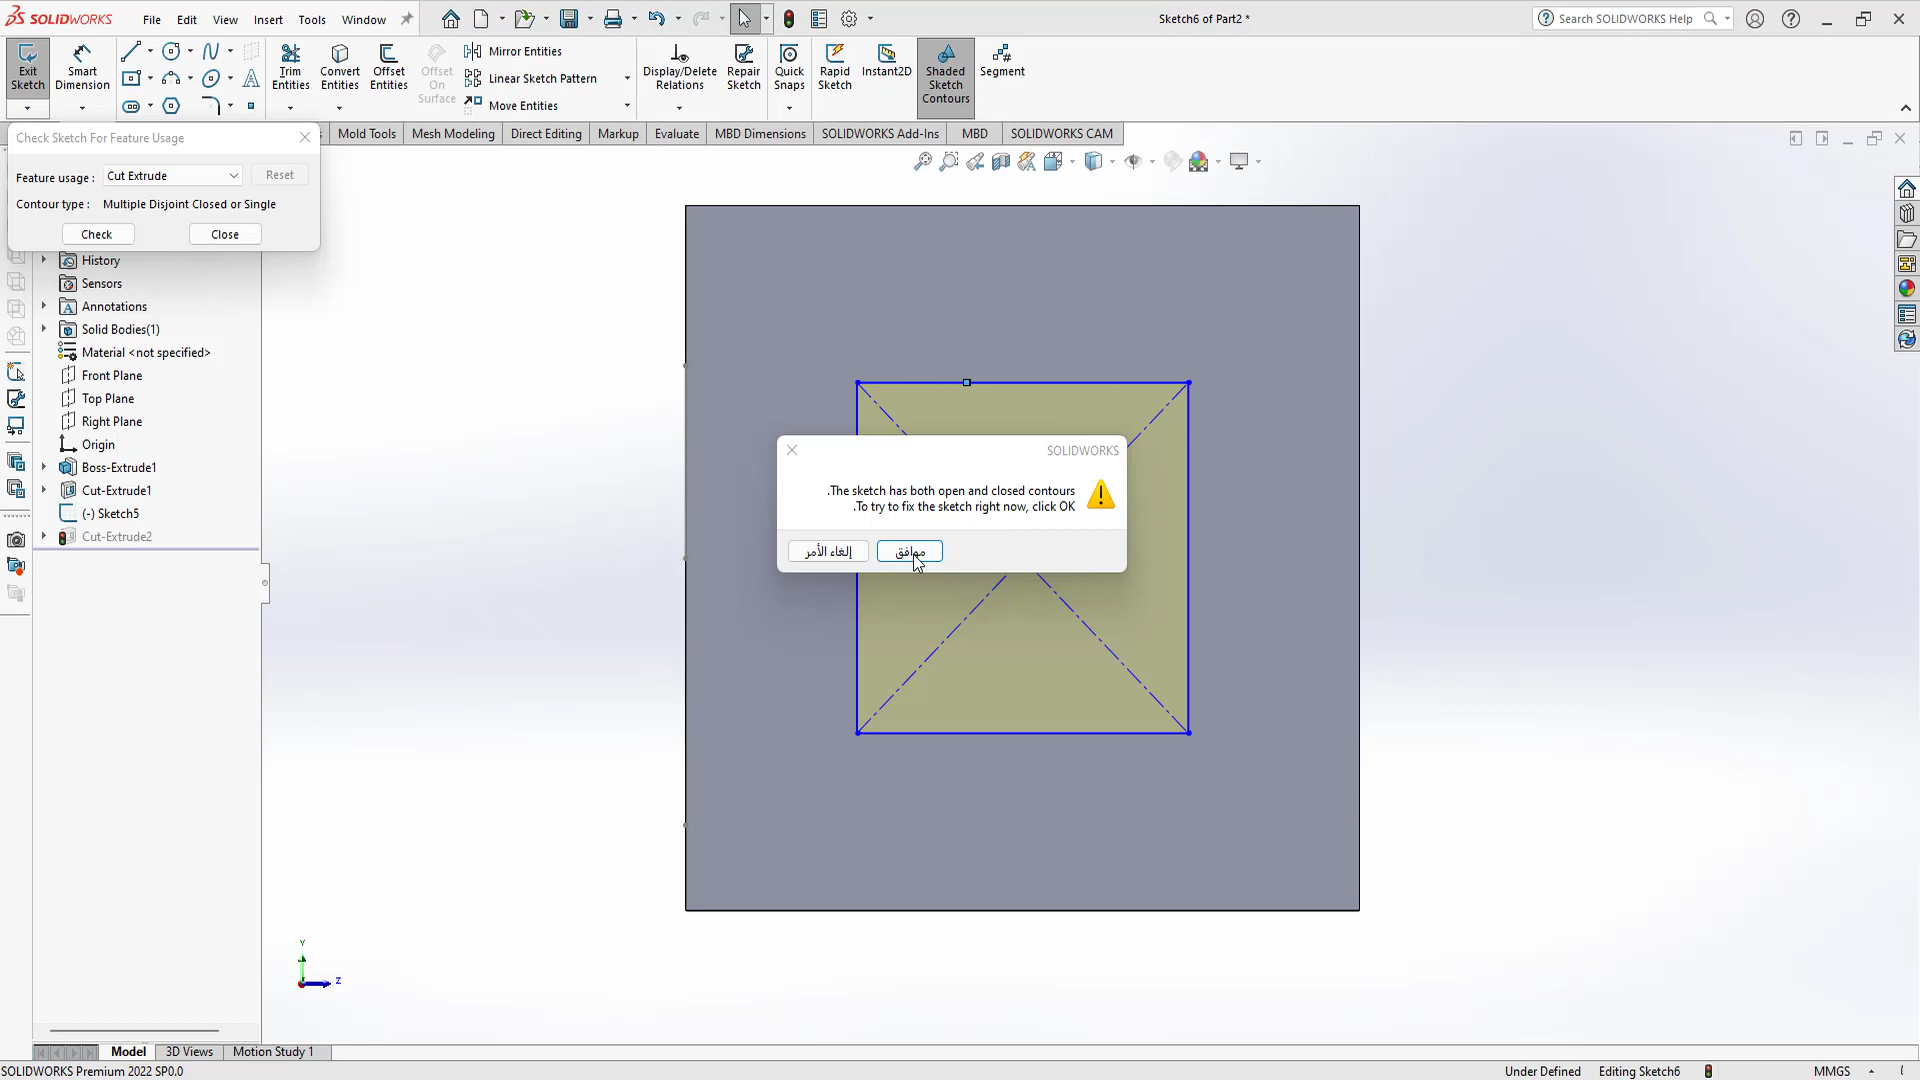 SOLIDWORKS File Edit View Insert Tools Window
Sketch6 of Part2 *
Search SOLIDWORKS Help
Exit Sketch
Smart Dimension
Trim Entities
Convert Entities
Offset Entities
Offset On Surface
Mirror Entities
Linear Sketch Pattern
Move Entities
Display/Delete Relations
Repair Sketch
Quick Snaps
Rapid Sketch
Instant2D
Shaded Sketch Contours
Segment
Mold Tools Mesh Modeling Direct Editing Markup Evaluate MBD Dimensions SOLIDWORKS Add-Ins MBD SOLIDWORKS CAM
Check Sketch For Feature Usage
Feature usage : Cut Extrude Reset
Contour type : Multiple Disjoint Closed or Single
Check Close
History
Sensors
Annotations
Solid Bodies(1)
Material <not specified>
Front Plane
Top Plane
Right Plane
Origin
Boss-Extrude1
Cut-Extrude1
(-) Sketch5
Cut-Extrude2
SOLIDWORKS
.The sketch has both open and closed contours
.To try to fix the sketch right now, click OK
موافق
إلغاء الأمر
Y
Z
Model 3D Views Motion Study 1
SOLIDWORKS Premium 2022 SP0.0
Under Defined Editing Sketch6 MMGS